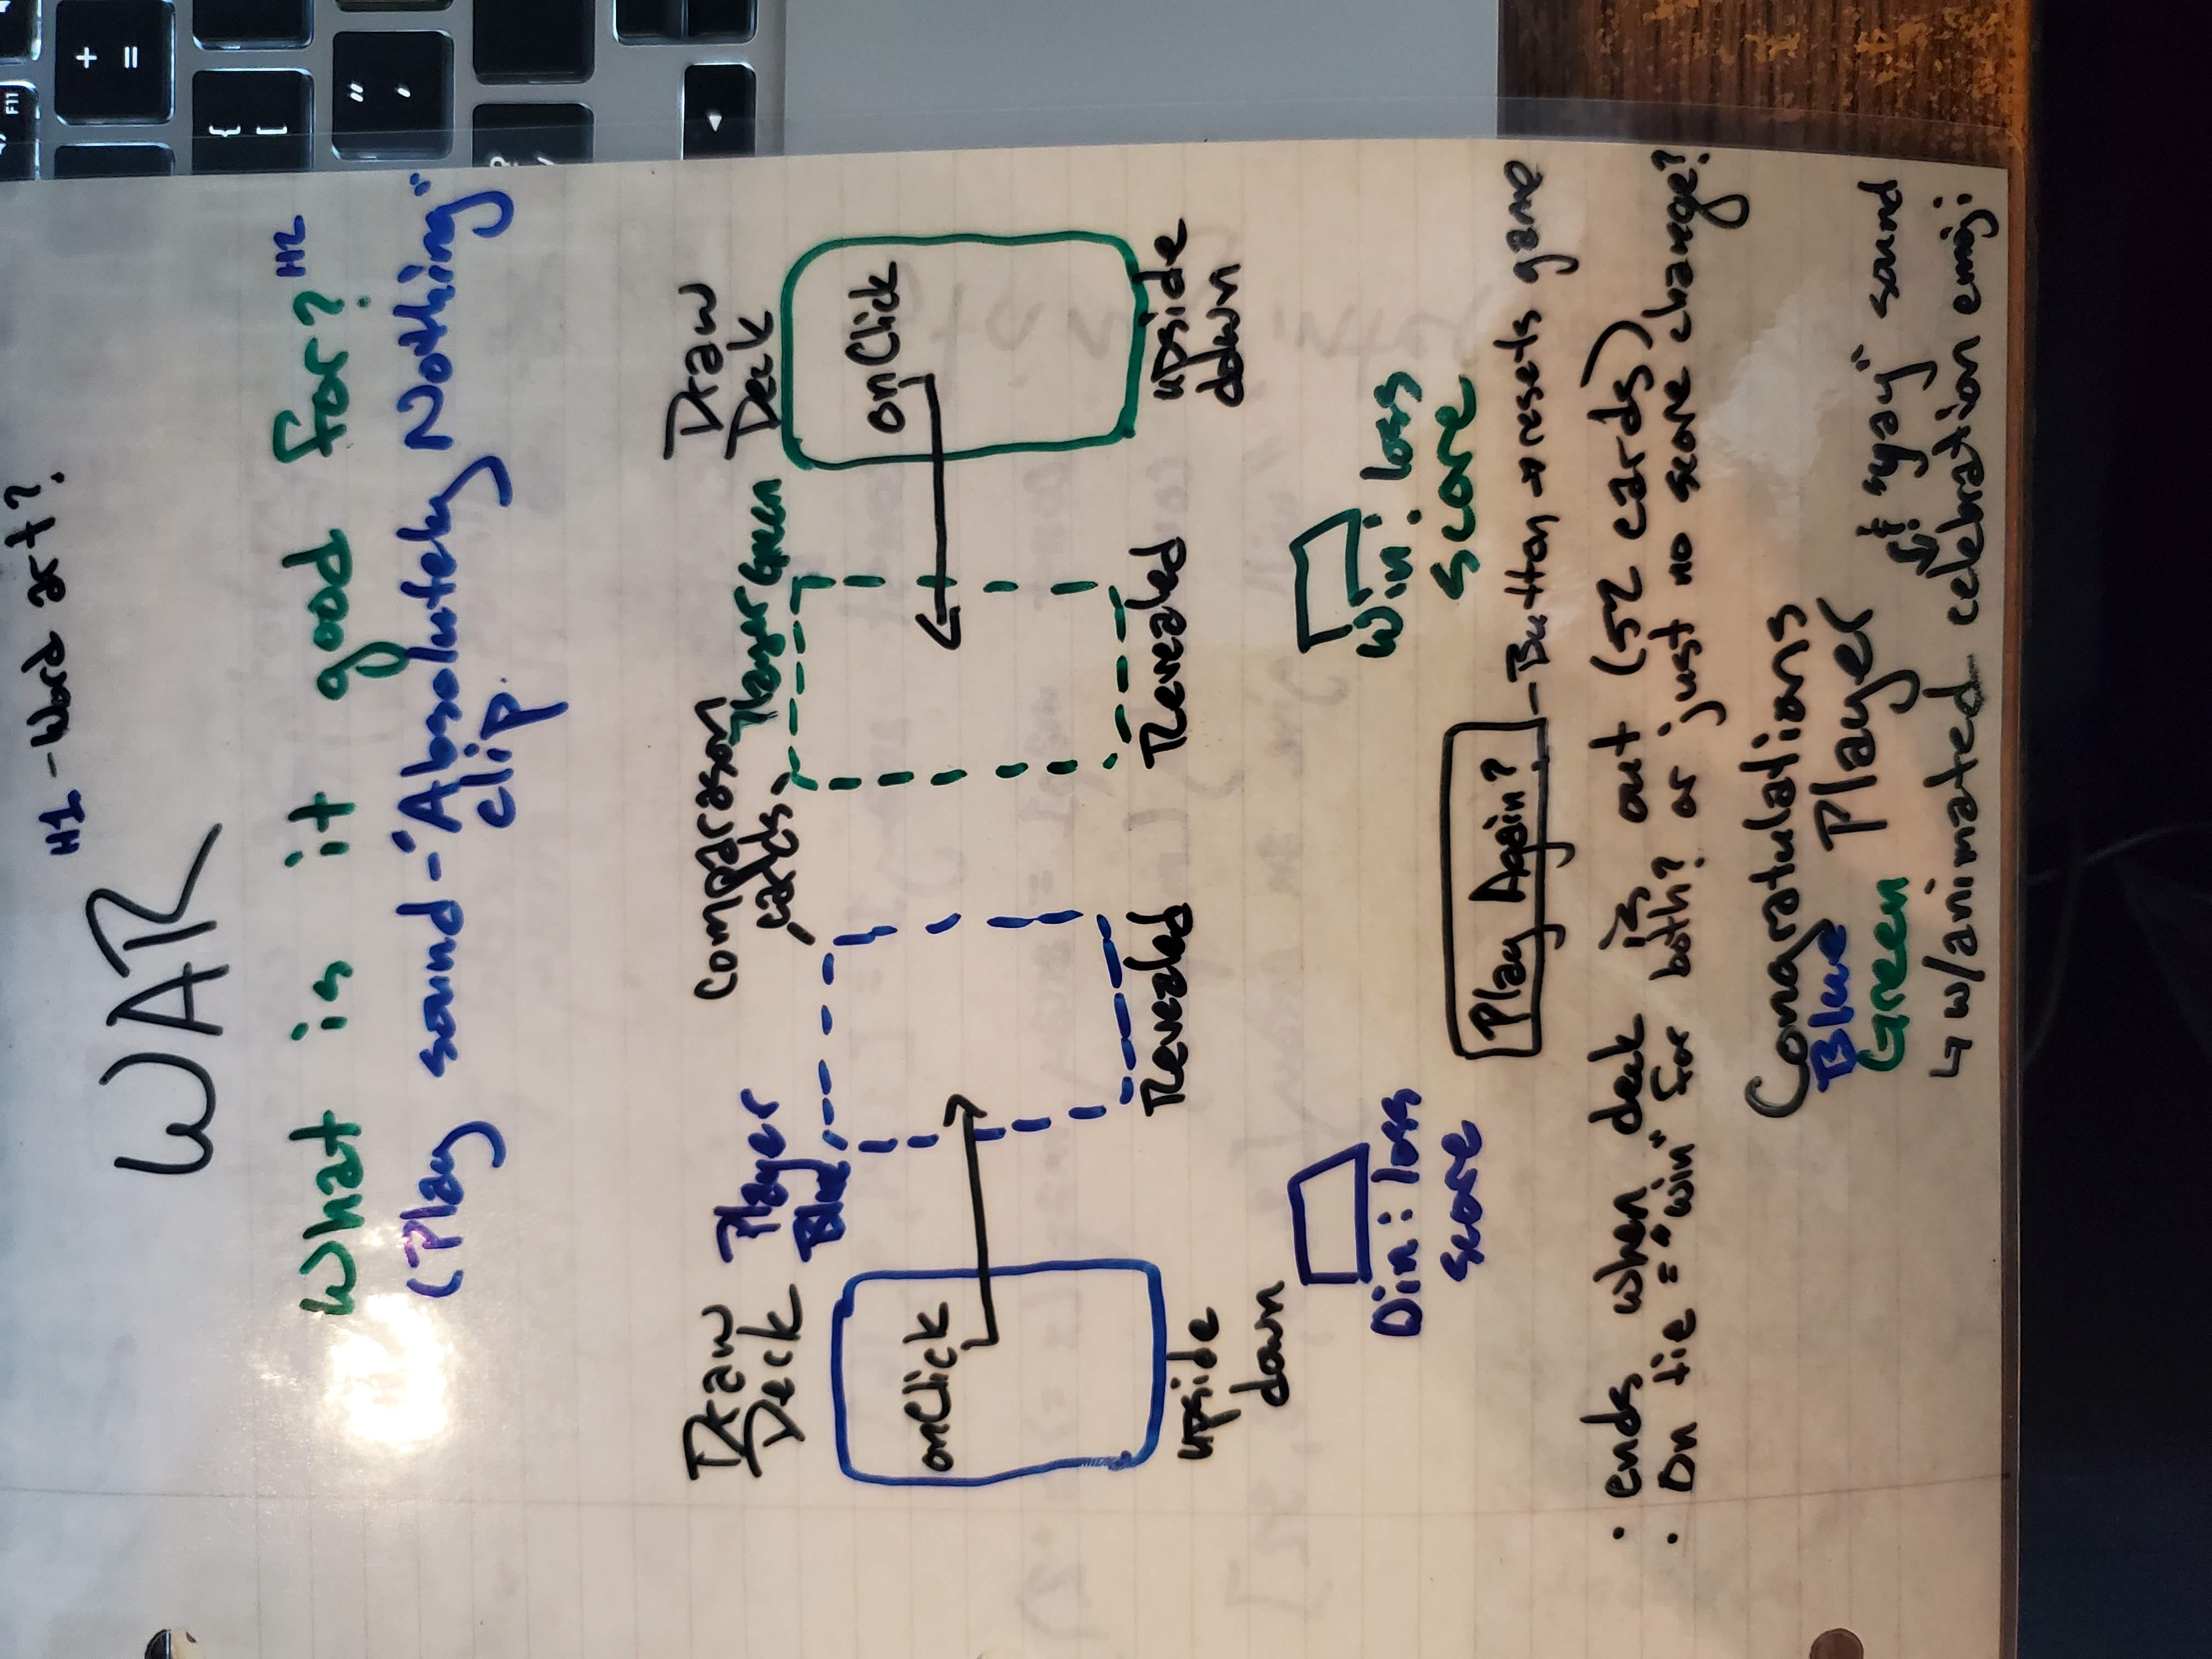 H1 - Word art?
WAR
What is it good for? H2
(Play sound - "Absolutely Nothing"
clip.
Draw
Deck
Player
Blue
comparason
cards
Player Green
Draw
Deck
onClick
onClick
upside
down
Revealed
Revealed
upside
down
Win: loss
score
Win: loss
score
Play Again?
- Button → resets game
• ends when deck is out (52 cards)
• On tie = "win" for both? or just no score change?
Congratulations
Blue
Green
Player
& "yay" sound
↳ w/animated celebration emoji
F11
+
=
{
[
"
,